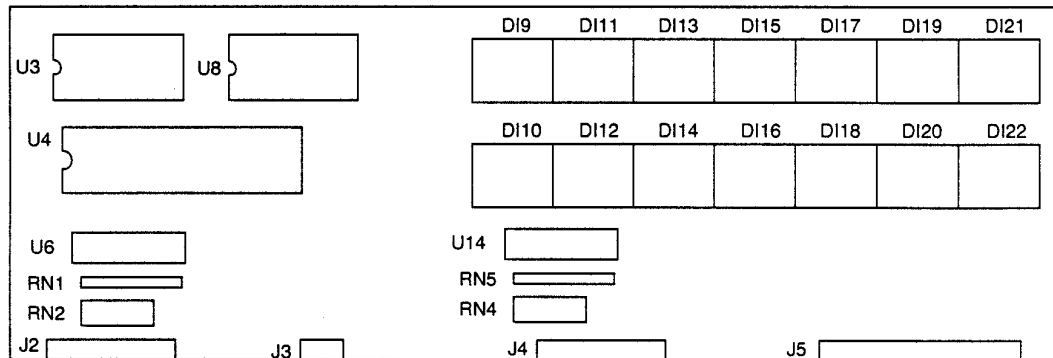 DI9 DI11 DI13 DI15 DI17 DI19 DI21
U3 U8
U4 DI10 DI12 DI14 DI16 DI18 DI20 DI22
U6 U14
RN1 RN5
RN2 RN4
J2 J3 J4 J5